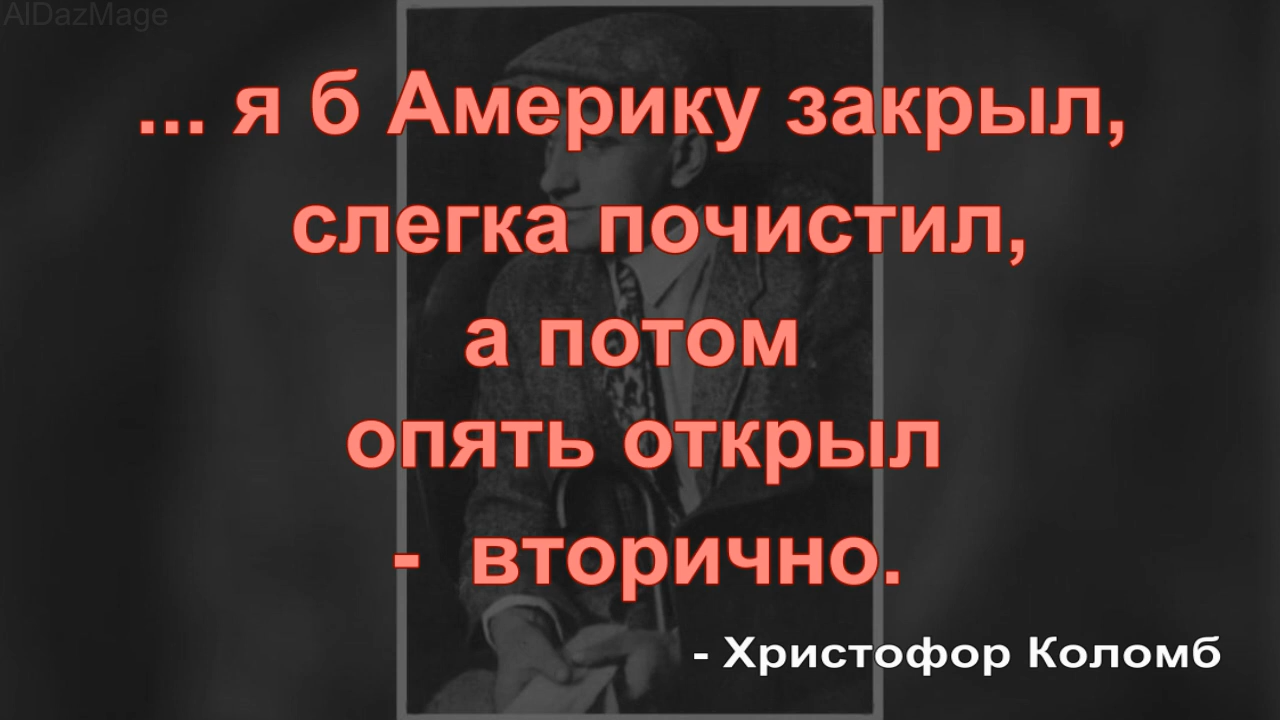 AlDazMage
... я б Америку закрыл,
слегка почистил,
а потом
опять открыл
- вторично.
- Христофор Коломб